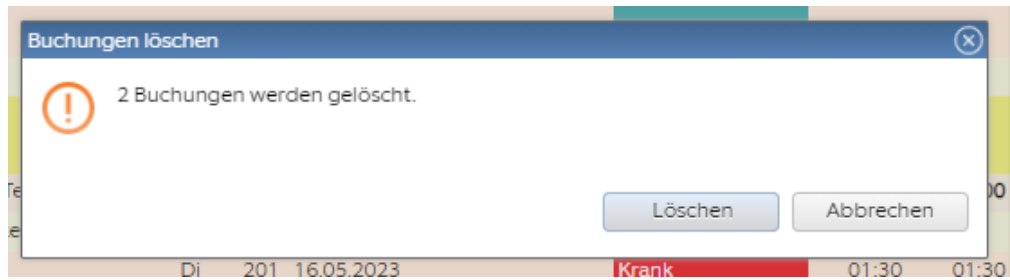 Buchungen löschen
2 Buchungen werden gelöscht.
Löschen Abbrechen
Di 201 16.05.2023 Krank 01:30 01:30